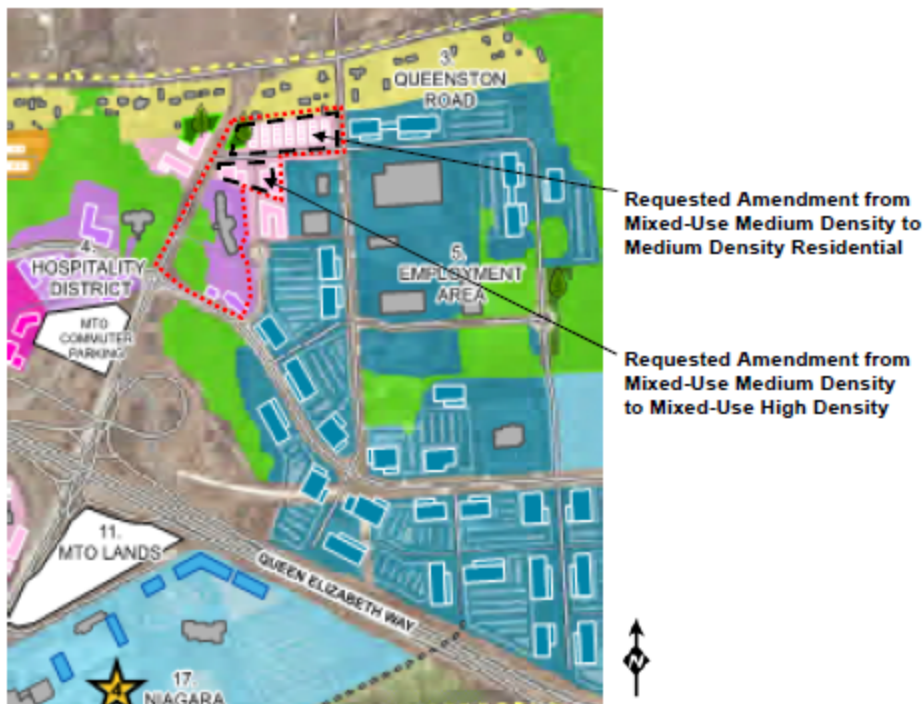 3.
QUEENSTON
ROAD
Requested Amendment from
Mixed-Use Medium Density to
Medium Density Residential
4.
HOSPITALITY
DISTRICT
5.
EMPLOYMENT
AREA
MTO
COMMUTER
PARKING
Requested Amendment from
Mixed-Use Medium Density
to Mixed-Use High Density
11.
MTO LANDS
QUEEN ELIZABETH WAY
17.
NIAGARA
4
N